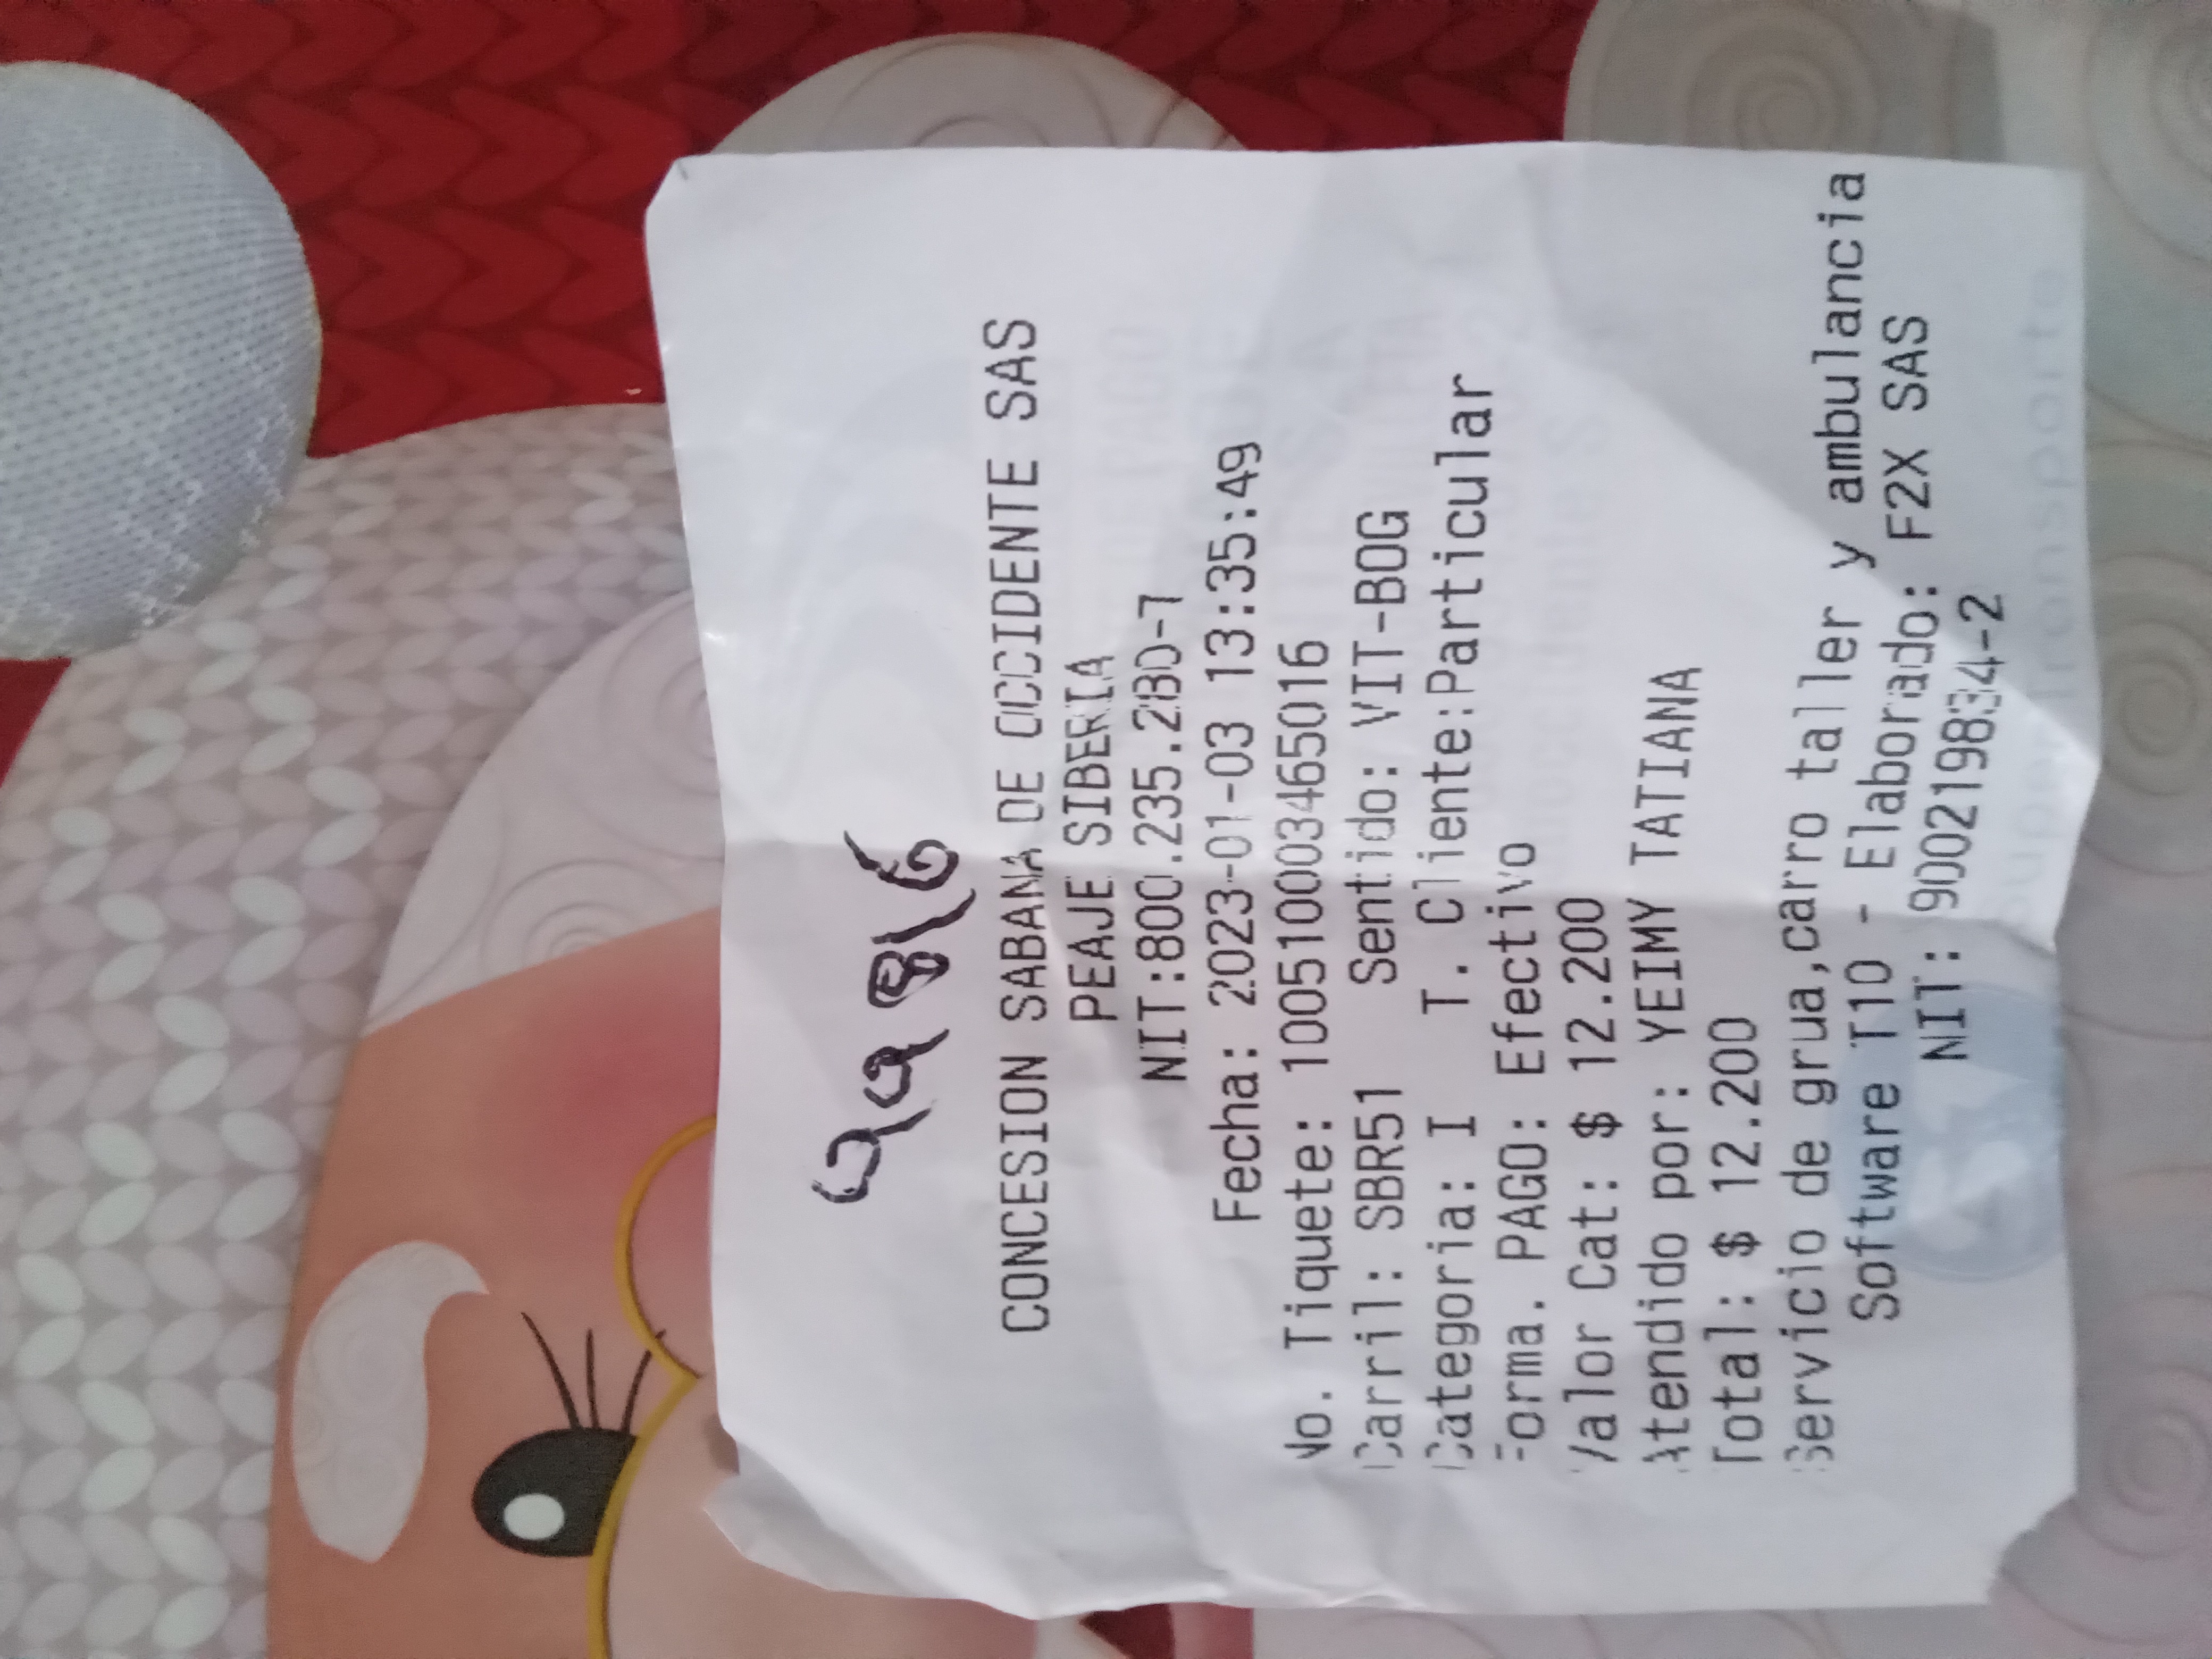 CONCESION SABANA DE OCCIDENTE SAS
PEAJE SIBERIA
NIT:800.235.280-7
Fecha: 2023-01-03 13:35:49
No. Tiquete: 1005100034650​16
Carril: SBR51 Sentido: VIT-BOG
Categoria: I T. Cliente:Particular
Forma. PAGO: Efectivo
Valor Cat: $ 12.200
Atendido por: YEIMY TATIANA
Total: $ 12.200
Servicio de grua,carro taller y ambulancia
Software T10 - Elaborado: F2X SAS
NIT: 900219834-2